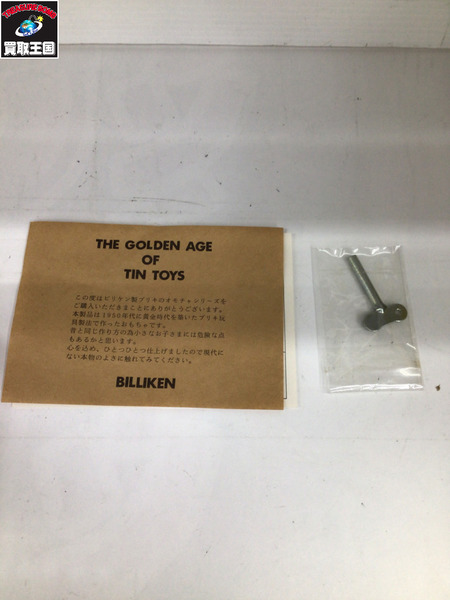 買取王国
THE GOLDEN AGE
OF
TIN TOYS
この度はビリケン製ブリキのオモチャシリーズを
ご購入いただきまことにありがとうございます。
本製品は1950年代に黄金時代を築いたブリキ玩
具製法で作ったおもちゃです。
昔と同じ作り方の為小さなお子さまには危険な点
もあるかと思います。
心を込め、ひとつひとつ仕上げましたので現代に
ない本物のよさに触れてみてください。
BILLIKEN